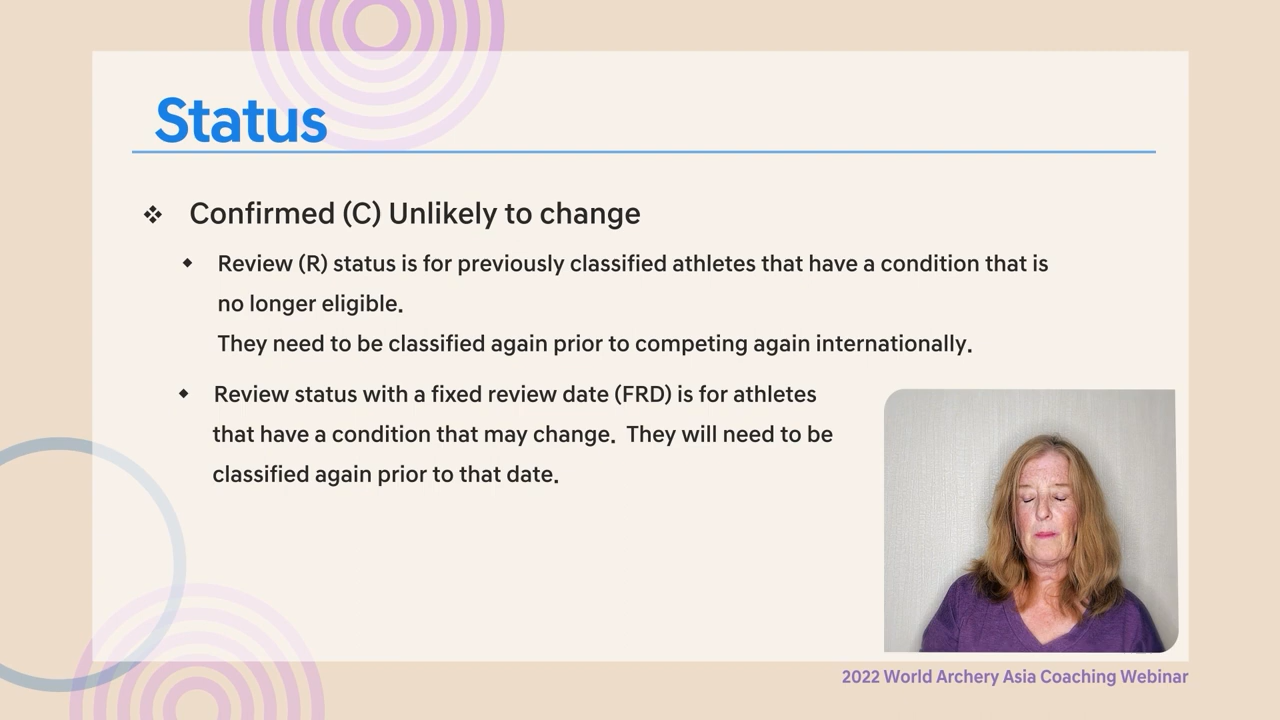 Status
Confirmed (C) Unlikely to change
Review (R) status is for previously classified athletes that have a condition that is
no longer eligible.
They need to be classified again prior to competing again internationally.
Review status with a fixed review date (FRD) is for athletes
that have a condition that may change. They will need to be
classified again prior to that date.
2022 World Archery Asia Coaching Webinar